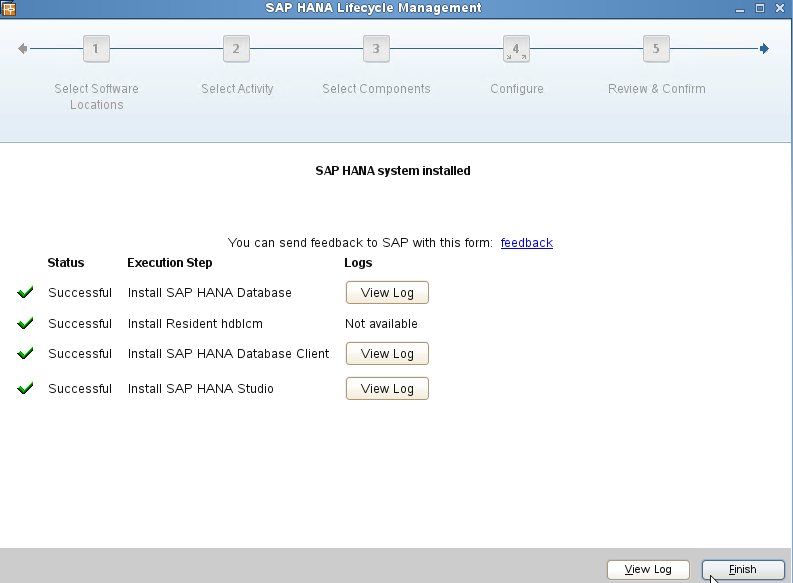 SAP HANA Lifecycle Management
1 2 3 4 5
Select Software Locations Select Activity Select Components Configure Review & Confirm
SAP HANA system installed
You can send feedback to SAP with this form: feedback
Status Execution Step Logs
Successful Install SAP HANA Database View Log
Successful Install Resident hdblcm Not available
Successful Install SAP HANA Database Client View Log
Successful Install SAP HANA Studio View Log
View Log Finish